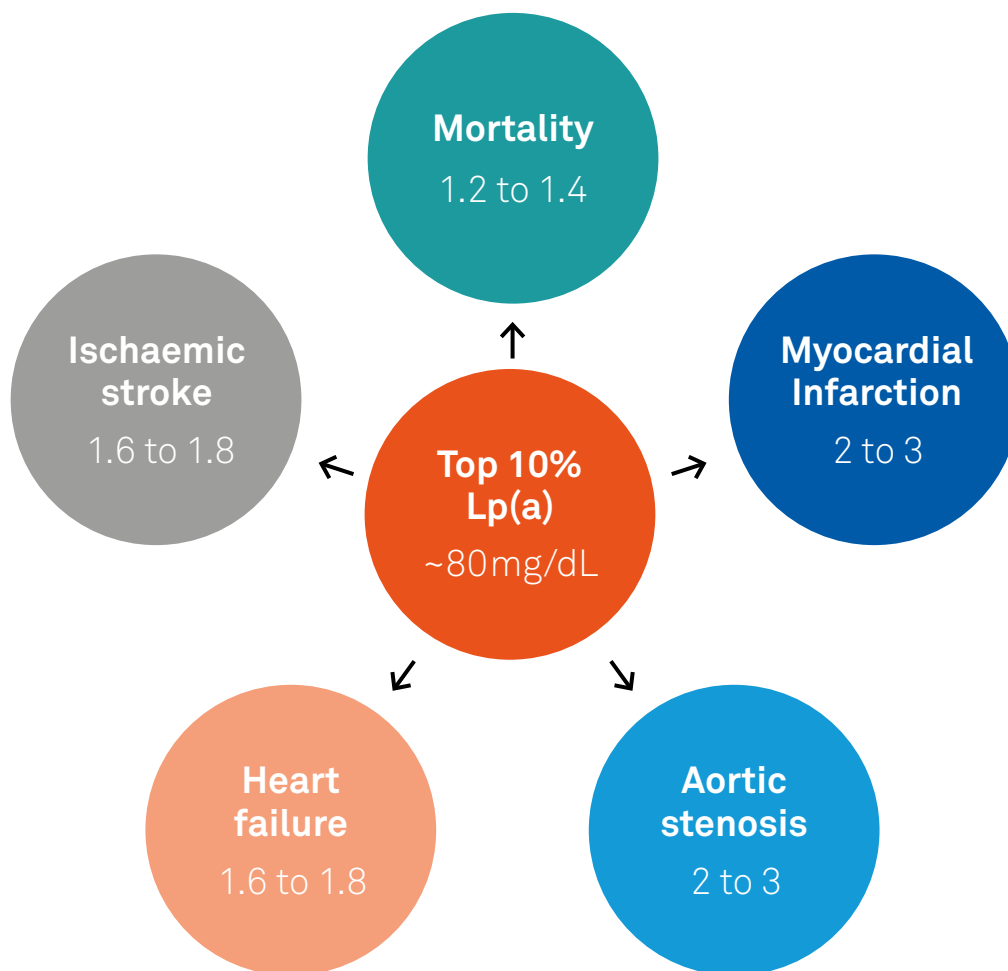 Mortality
1.2 to 1.4
Ischaemic
stroke
1.6 to 1.8
Myocardial
Infarction
2 to 3
Top 10%
Lp(a)
~80mg/dL
Heart
failure
1.6 to 1.8
Aortic
stenosis
2 to 3